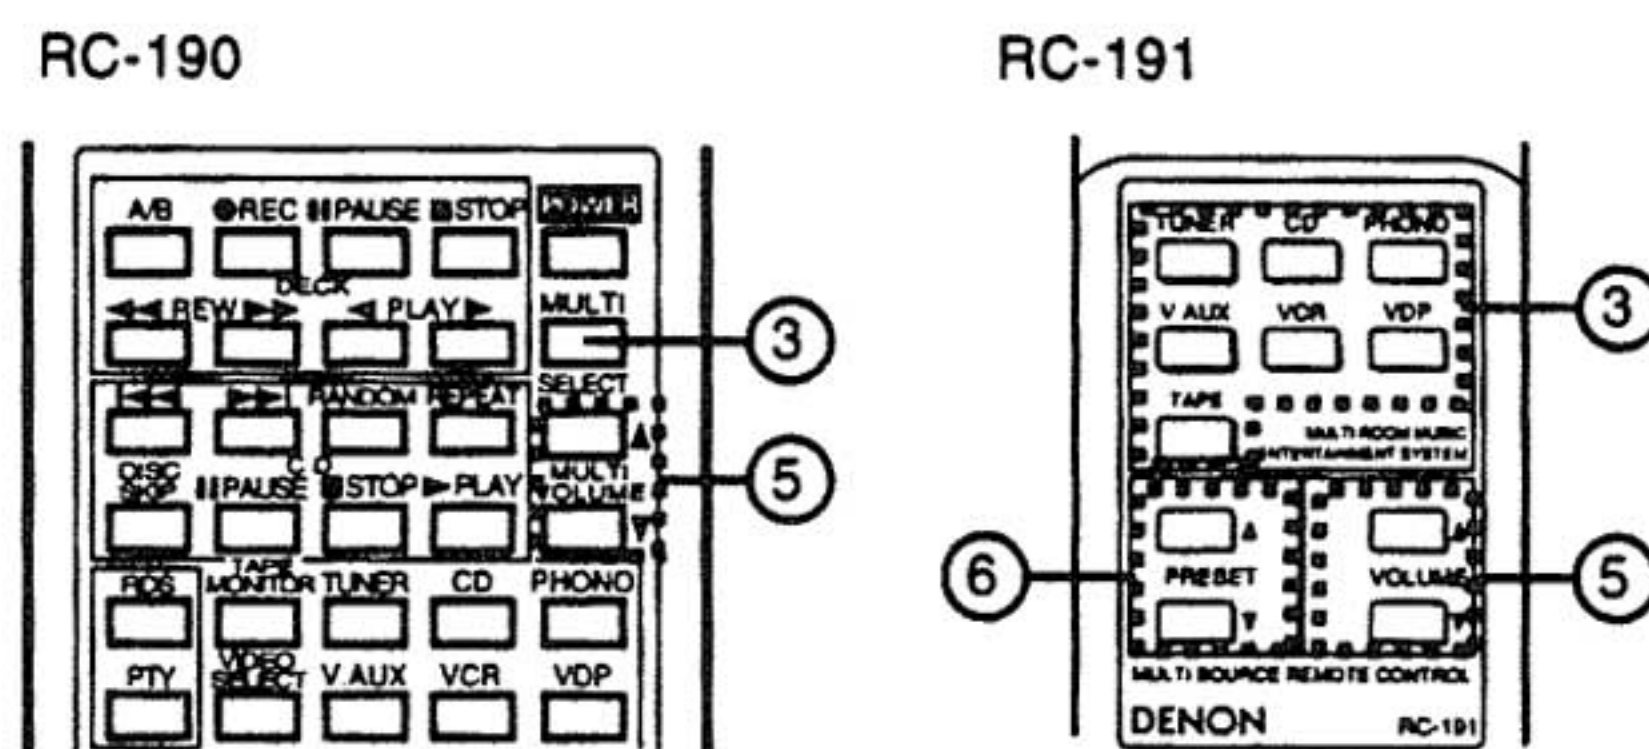 RC-190
A/B ●REC ▮▮PAUSE ■STOP POWER
DECK
◀◀ REW ▶▶ ◀ PLAY ▶ MULTI
SELECT
|◀◀ ▶▶| RANDOM REPEAT
▲
CD
DISC SKIP ▮▮PAUSE ■STOP ▶PLAY MULTI VOLUME
▼
RDS TAPE MONITOR TUNER CD PHONO
PTY VIDEO SELECT V.AUX VCR VDP
3
5
RC-191
TUNER CD PHONO
V.AUX VCR VDP
TAPE
MULTI ROOM MUSIC
ENTERTAINMENT SYSTEM
▲ ▲
PRESET VOLUME
▼ ▼
MULTI SOURCE REMOTE CONTROL
DENON RC-191
3
6
5